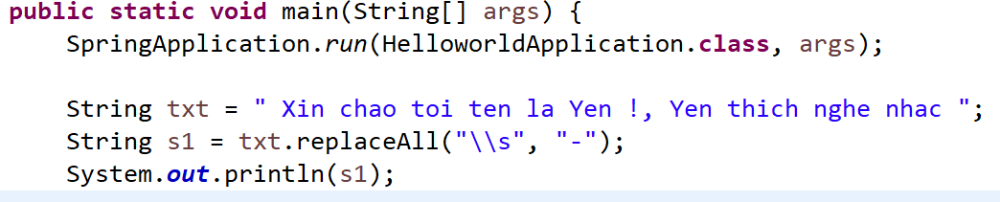 public static void main(String[] args) {
SpringApplication.run(HelloworldApplication.class, args);
String txt = " Xin chao toi ten la Yen !, Yen thich nghe nhac ";
String s1 = txt.replaceAll("\\s", "-");
System.out.println(s1);